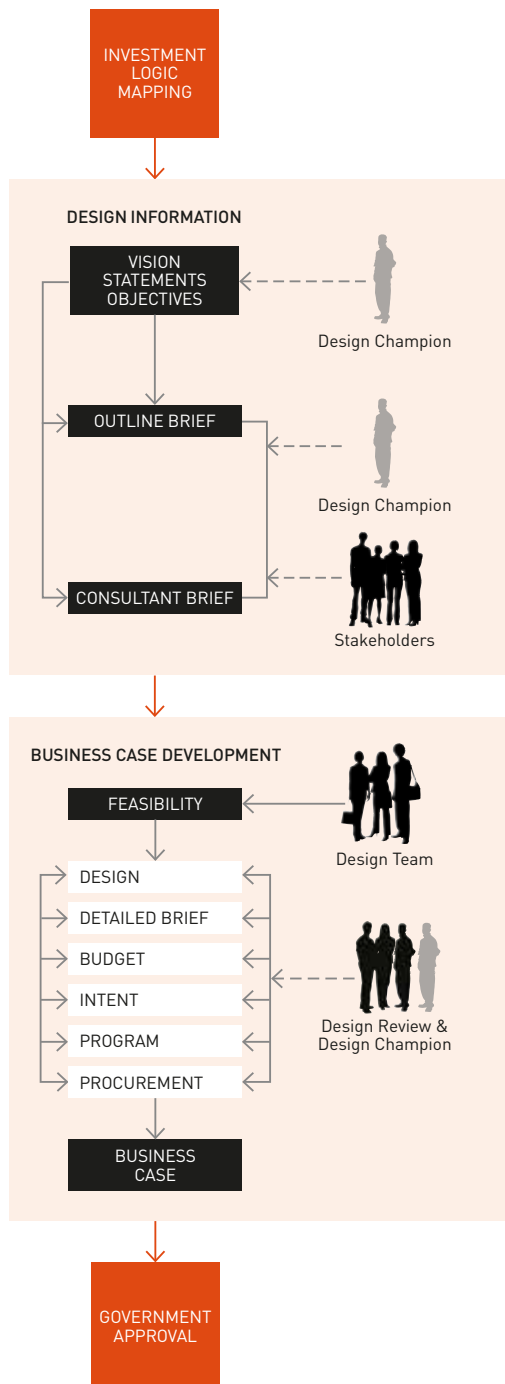 INVESTMENT
LOGIC
MAPPING
DESIGN INFORMATION
VISION
STATEMENTS
OBJECTIVES
Design Champion
OUTLINE BRIEF
Design Champion
CONSULTANT BRIEF
Stakeholders
BUSINESS CASE DEVELOPMENT
FEASIBILITY
Design Team
DESIGN
DETAILED BRIEF
BUDGET
INTENT
PROGRAM
PROCUREMENT
Design Review &
Design Champion
BUSINESS
CASE
GOVERNMENT
APPROVAL